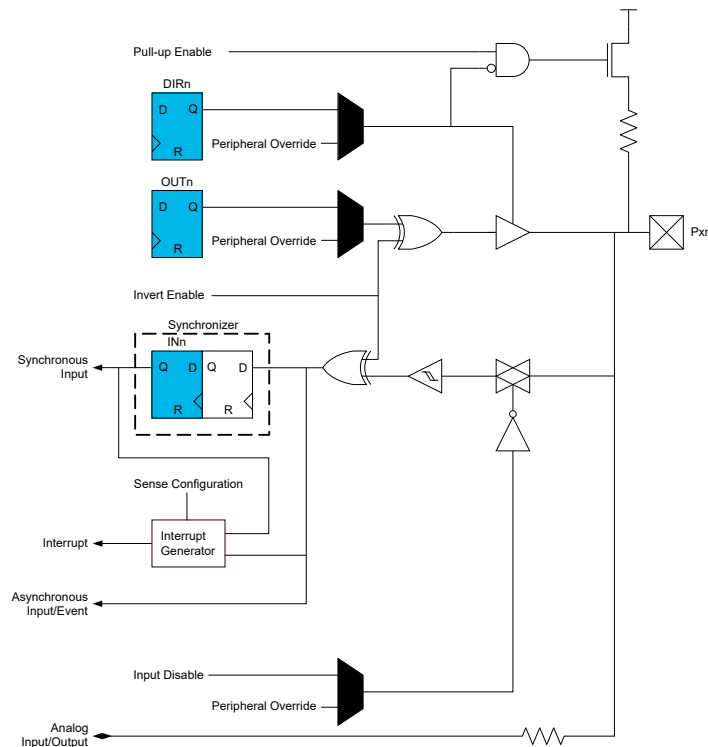 Pull-up Enable
DIRn
D Q
Peripheral Override
R
OUTn
D Q
Peripheral Override
R
Pxn
Invert Enable
Synchronizer
INn
Synchronous
Input
Q D Q D
R R
Sense Configuration
Interrupt
Interrupt
Generator
Asynchronous
Input/Event
Input Disable
Peripheral Override
Analog
Input/Output